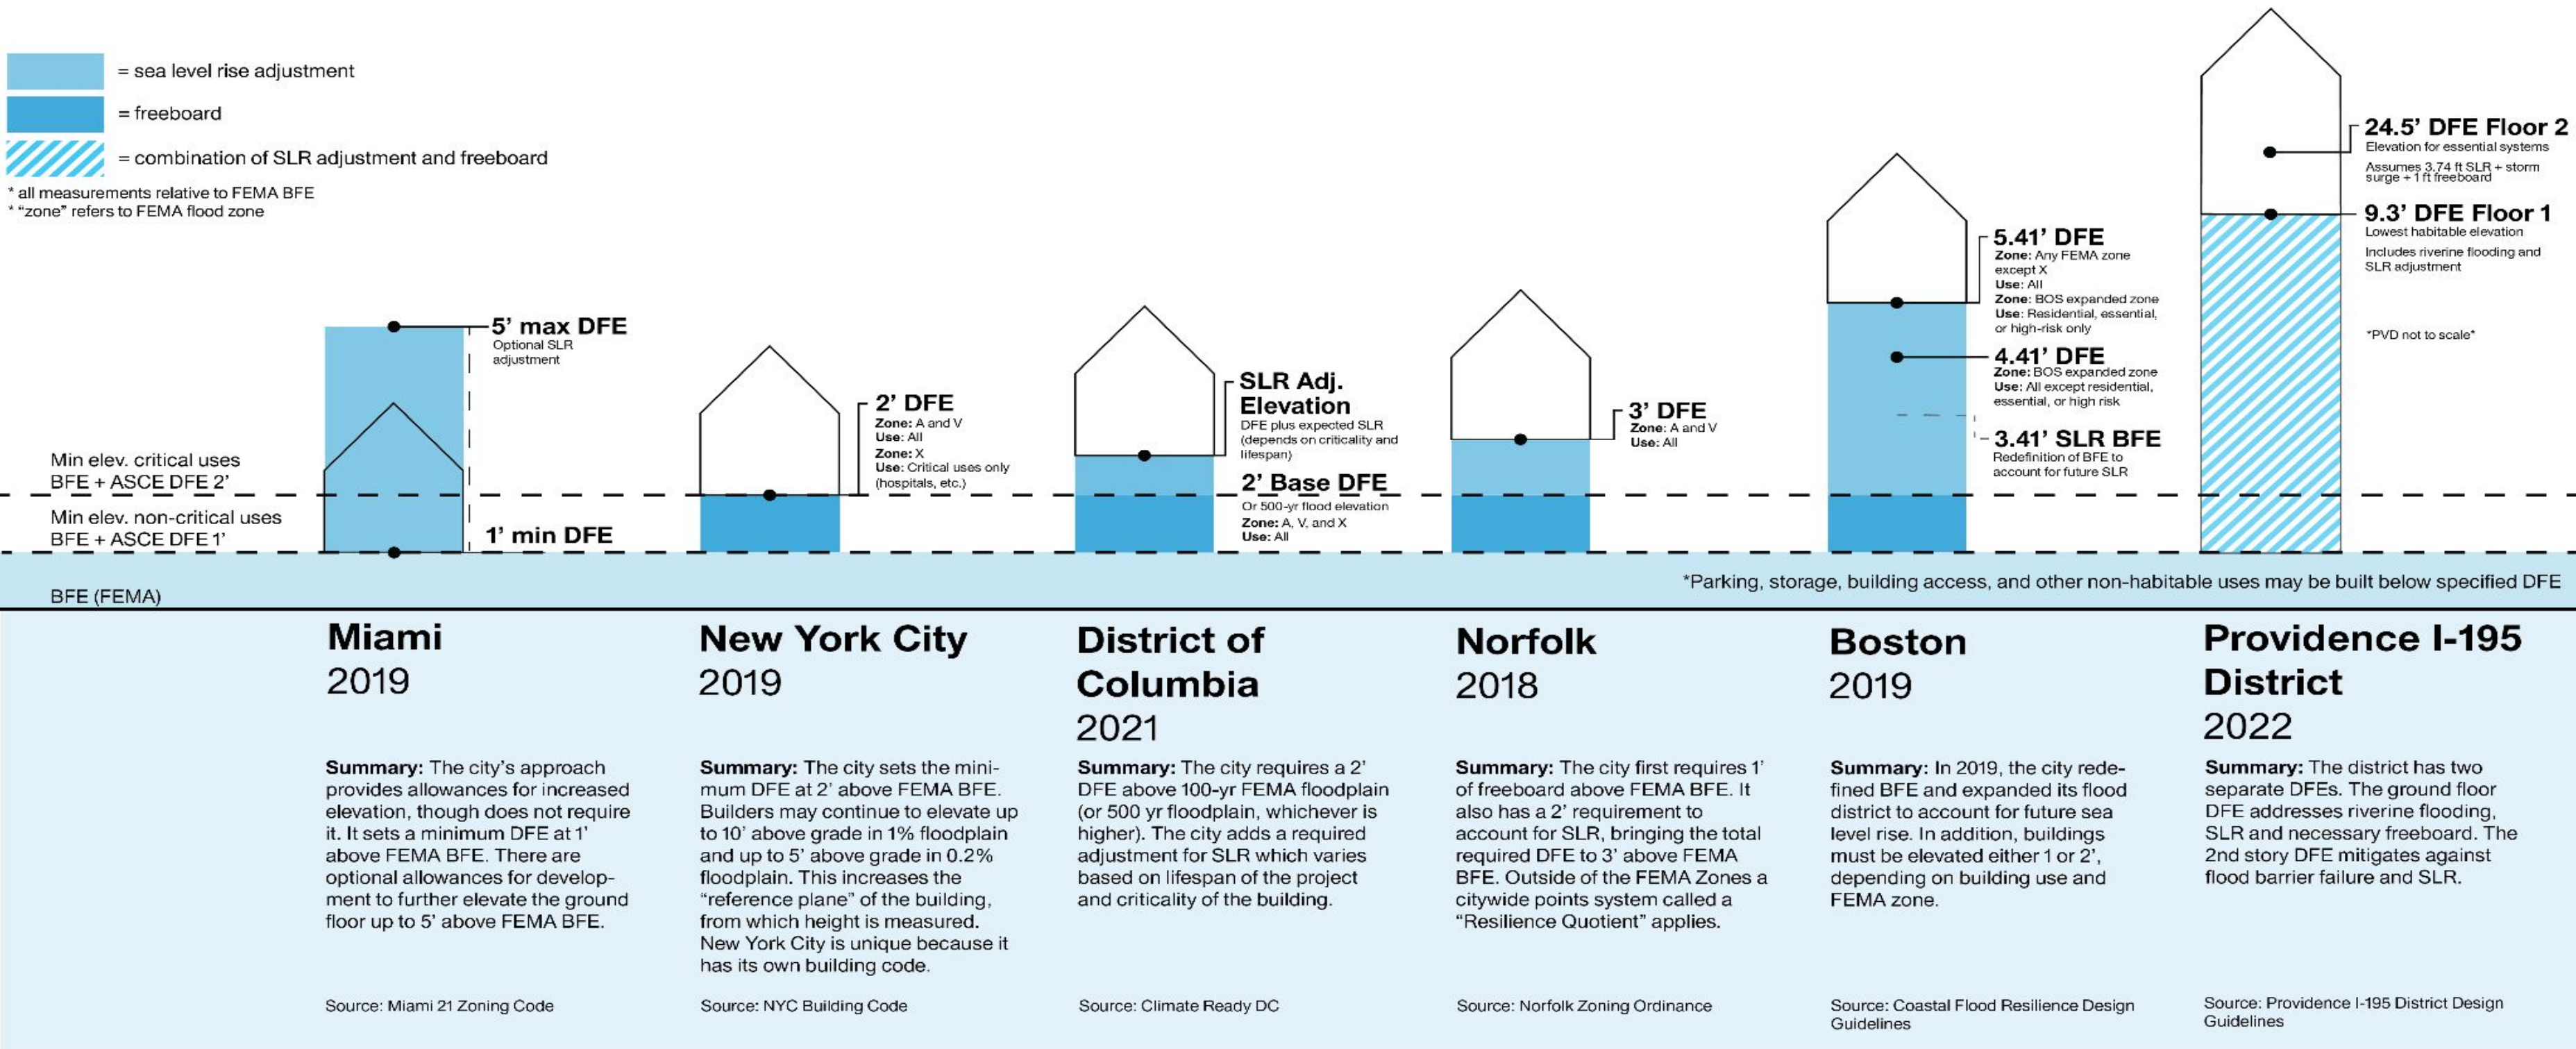 = sea level rise adjustment
= freeboard
= combination of SLR adjustment and freeboard
* all measurements relative to FEMA BFE
* “zone” refers to FEMA flood zone
Min elev. critical uses
BFE + ASCE DFE 2’
Min elev. non-critical uses
BFE + ASCE DFE 1’
BFE (FEMA)
5’ max DFE
Optional SLR
adjustment
1’ min DFE
2’ DFE
Zone: A and V
Use: All
Zone: X
Use: Critical uses only
(hospitals, etc.)
SLR Adj.
Elevation
DFE plus expected SLR
(depends on criticality and
lifespan)
2’ Base DFE
Or 500-yr flood elevation
Zone: A, V, and X
Use: All
3’ DFE
Zone: A and V
Use: All
5.41’ DFE
Zone: Any FEMA zone
except X
Use: All
Zone: BOS expanded zone
Use: Residential, essential,
or high-risk only
4.41’ DFE
Zone: BOS expanded zone
Use: All except residential,
essential, or high risk
3.41’ SLR BFE
Redefinition of BFE to
account for future SLR
24.5’ DFE Floor 2
Elevation for essential systems
Assumes 3.74 ft SLR + storm
surge + 1 ft freeboard
9.3’ DFE Floor 1
Lowest habitable elevation
Includes riverine flooding and
SLR adjustment
*PVD not to scale*
*Parking, storage, building access, and other non-habitable uses may be built below specified DFE
Miami
2019
Summary: The city’s approach
provides allowances for increased
elevation, though does not require
it. It sets a minimum DFE at 1’
above FEMA BFE. There are
optional allowances for develop-
ment to further elevate the ground
floor up to 5’ above FEMA BFE.
Source: Miami 21 Zoning Code
New York City
2019
Summary: The city sets the mini-
mum DFE at 2’ above FEMA BFE.
Builders may continue to elevate up
to 10’ above grade in 1% floodplain
and up to 5’ above grade in 0.2%
floodplain. This increases the
“reference plane” of the building,
from which height is measured.
New York City is unique because it
has its own building code.
Source: NYC Building Code
District of
Columbia
2021
Summary: The city requires a 2’
DFE above 100-yr FEMA floodplain
(or 500 yr floodplain, whichever is
higher). The city adds a required
adjustment for SLR which varies
based on lifespan of the project
and criticality of the building.
Source: Climate Ready DC
Norfolk
2018
Summary: The city first requires 1’
of freeboard above FEMA BFE. It
also has a 2’ requirement to
account for SLR, bringing the total
required DFE to 3’ above FEMA
BFE. Outside of the FEMA Zones a
citywide points system called a
“Resilience Quotient” applies.
Source: Norfolk Zoning Ordinance
Boston
2019
Summary: In 2019, the city rede-
fined BFE and expanded its flood
district to account for future sea
level rise. In addition, buildings
must be elevated either 1 or 2’,
depending on building use and
FEMA zone.
Source: Coastal Flood Resilience Design
Guidelines
Providence I-195
District
2022
Summary: The district has two
separate DFEs. The ground floor
DFE addresses riverine flooding,
SLR and necessary freeboard. The
2nd story DFE mitigates against
flood barrier failure and SLR.
Source: Providence I-195 District Design
Guidelines